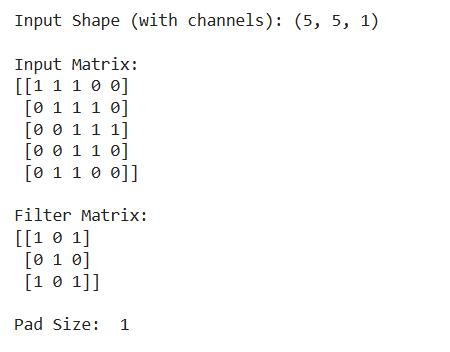 Input Shape (with channels): (5, 5, 1)
Input Matrix:
[[1 1 1 0 0]
[0 1 1 1 0]
[0 0 1 1 1]
[0 0 1 1 0]
[0 1 1 0 0]]
Filter Matrix:
[[1 0 1]
[0 1 0]
[1 0 1]]
Pad Size: 1